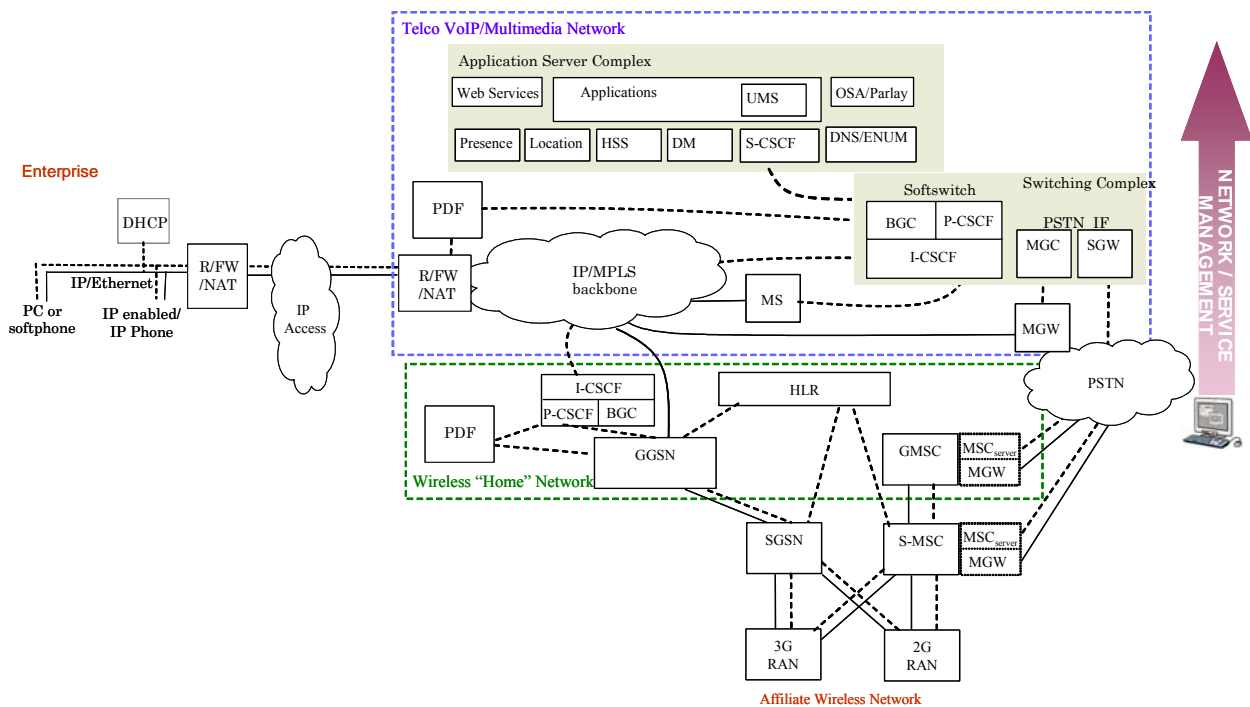 Telco VoIP/Multimedia Network
Application Server Complex
Web Services
Applications
UMS
OSA/Parlay
Presence
Location
HSS
DM
S-CSCF
DNS/ENUM
Enterprise
DHCP
R/FW
/NAT
IP/Ethernet
PC or
softphone
IP enabled/
IP Phone
IP
Access
PDF
R/FW
/NAT
IP/MPLS
backbone
MS
Softswitch
Switching Complex
BGC
P-CSCF
I-CSCF
PSTN IF
MGC
SGW
MGW
PSTN
NETWORK / SERVICE
MANAGEMENT
I-CSCF
P-CSCF
BGC
HLR
PDF
GGSN
GMSC
MSCserver
MGW
Wireless “Home” Network
SGSN
S-MSC
MSCserver
MGW
3G
RAN
2G
RAN
Affiliate Wireless Network